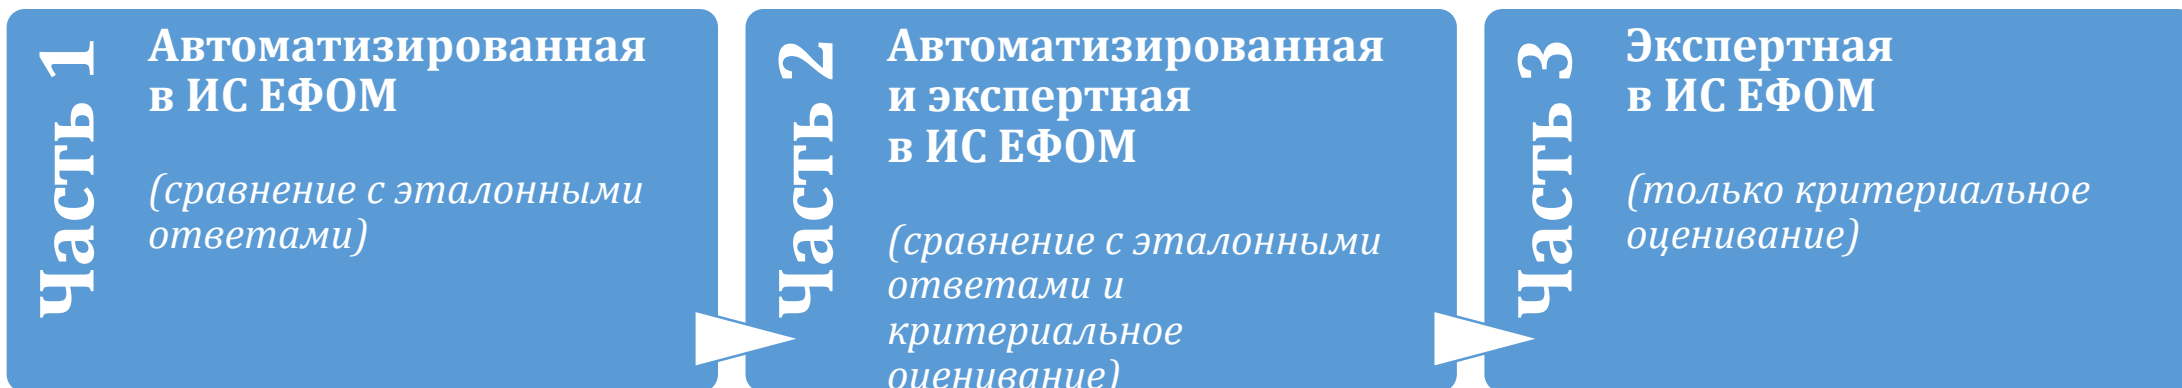 Часть 1
Автоматизированная
в ИС ЕФОМ
(сравнение с эталонными
ответами)
Часть 2
Автоматизированная
и экспертная
в ИС ЕФОМ
(сравнение с эталонными
ответами и
критериальное
оценивание)
Часть 3
Экспертная
в ИС ЕФОМ
(только критериальное
оценивание)